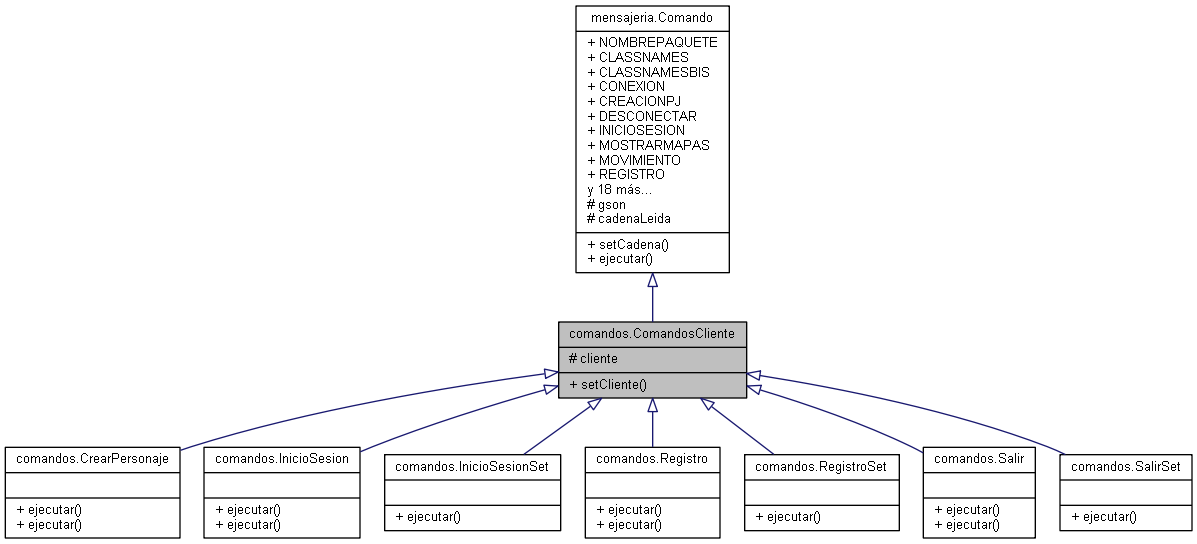 mensajeria.Comando
+ NOMBREPAQUETE
+ CLASSNAMES
+ CLASSNAMESBIS
+ CONEXION
+ CREACIONPJ
+ DESCONECTAR
+ INICIOSESION
+ MOSTRARMAPAS
+ MOVIMIENTO
+ REGISTRO
y 18 más...
# gson
# cadenaLeida
+ setCadena()
+ ejecutar()
comandos.ComandosCliente
# cliente
+ setCliente()
comandos.CrearPersonaje
+ ejecutar()
+ ejecutar()
comandos.InicioSesion
+ ejecutar()
+ ejecutar()
comandos.InicioSesionSet
+ ejecutar()
comandos.Registro
+ ejecutar()
+ ejecutar()
comandos.RegistroSet
+ ejecutar()
comandos.Salir
+ ejecutar()
+ ejecutar()
comandos.SalirSet
+ ejecutar()